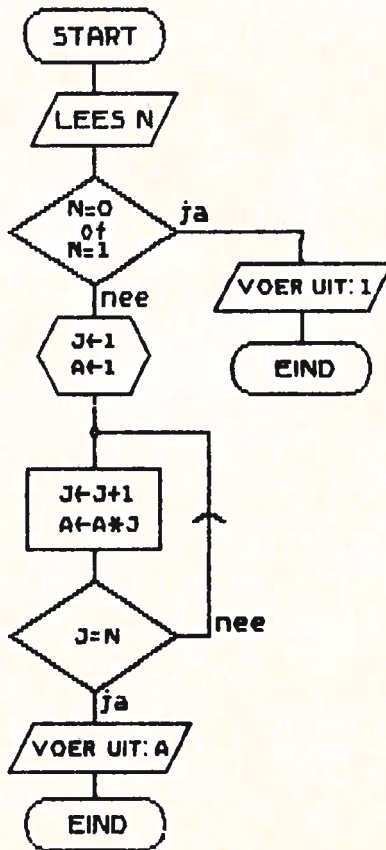 START
LEES N
N=0
of
N=1
ja
nee
VOER UIT: 1
EIND
J←1
A←1
J←J+1
A←A*J
J=N
nee
ja
VOER UIT: A
EIND